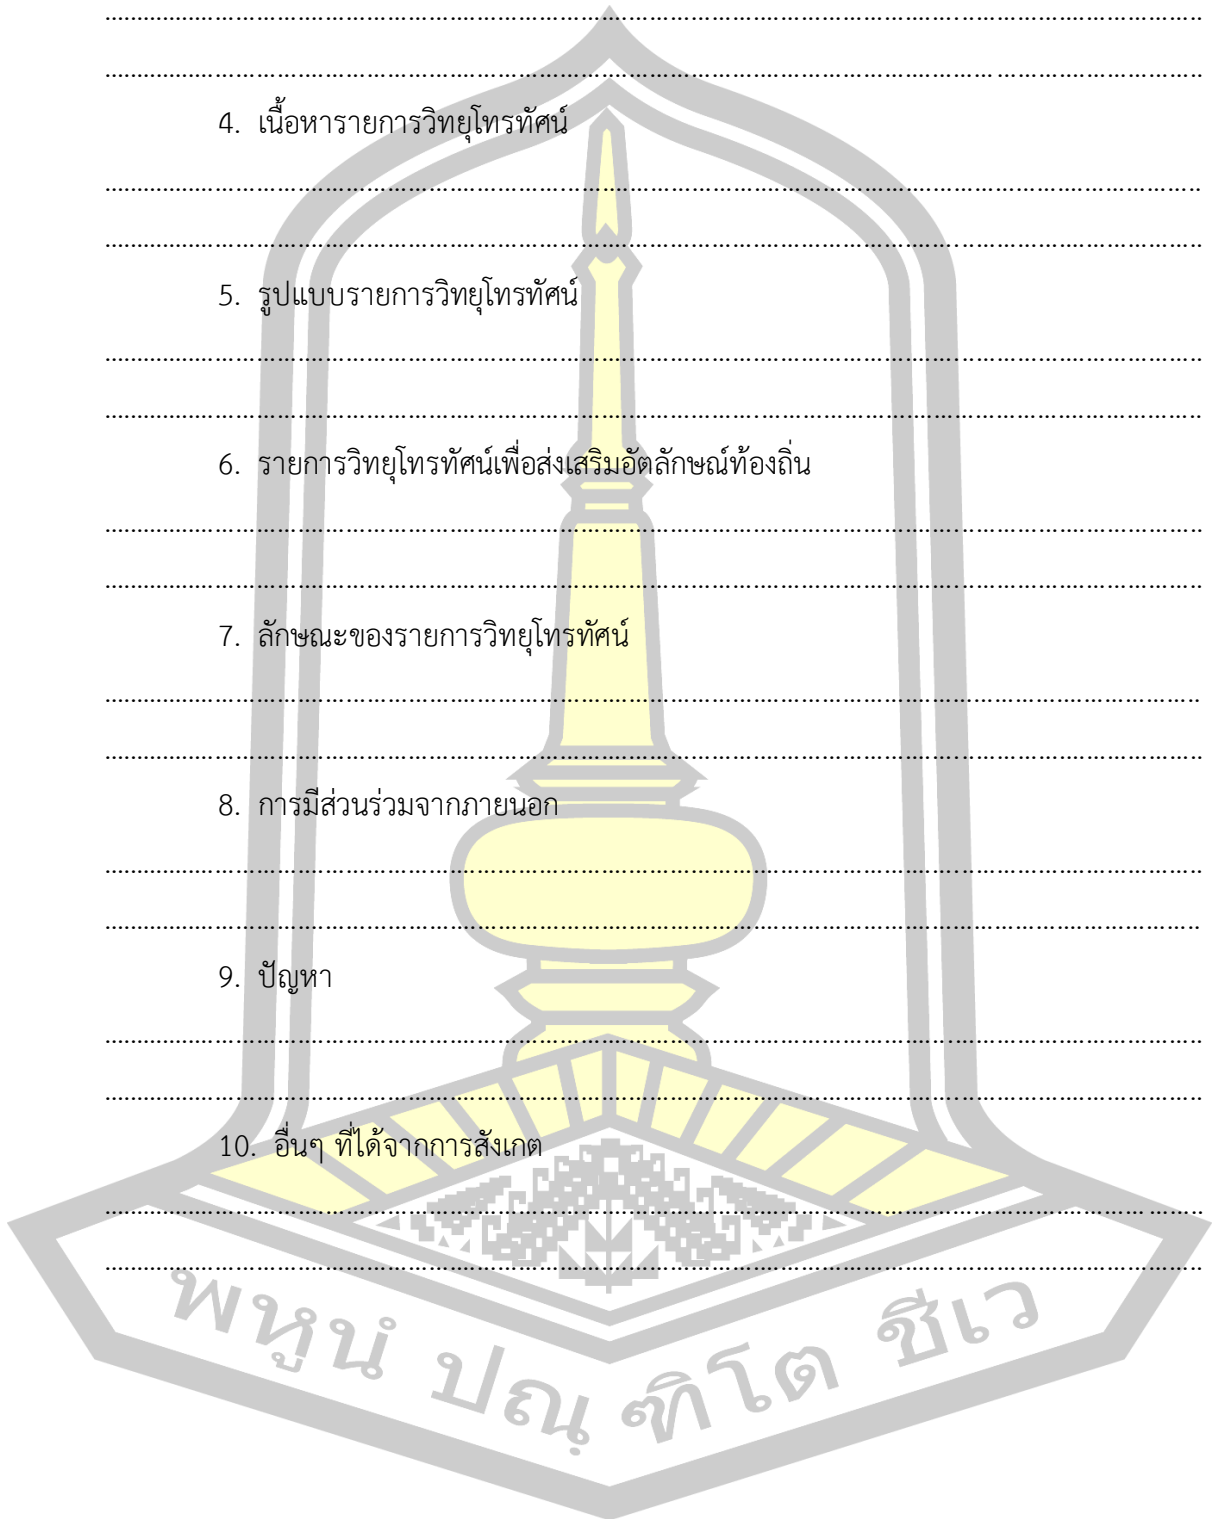 ........................................................................................................................
........................................................................................................................
4. เนื้อหารายการวิทยุโทรทัศน์
........................................................................................................................
........................................................................................................................
5. รูปแบบรายการวิทยุโทรทัศน์
........................................................................................................................
........................................................................................................................
6. รายการวิทยุโทรทัศน์เพื่อส่งเสริมอัตลักษณ์ท้องถิ่น
........................................................................................................................
........................................................................................................................
7. ลักษณะของรายการวิทยุโทรทัศน์
........................................................................................................................
........................................................................................................................
8. การมีส่วนร่วมจากภายนอก
........................................................................................................................
........................................................................................................................
9. ปัญหา
........................................................................................................................
........................................................................................................................
10. อื่นๆ ที่ได้จากการสังเกต
........................................................................................................................
........................................................................................................................
พหูนํ ปณฺฑิโต ชีเว